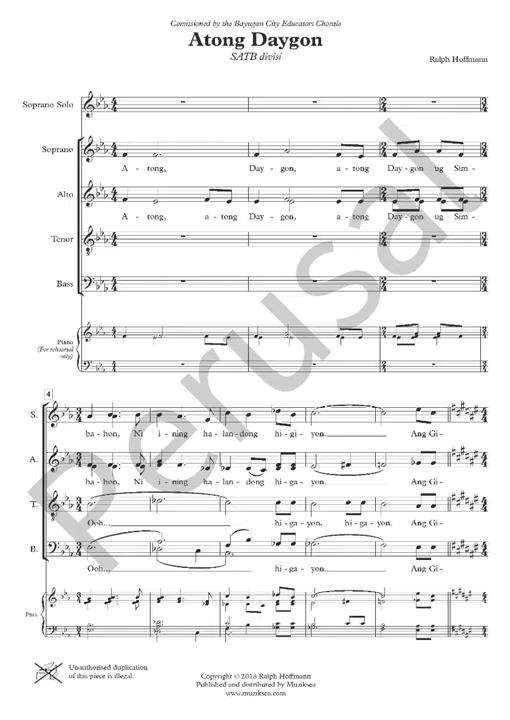 Comissioned by the Bayugan City Educators Chorale
Atong Daygon
SATB divisi
Ralph Hoffmann
Soprano Solo
Soprano
A - tong, Day - gon, a - tong Day - gon ug Sim -
Alto
A - tong, a - tong Day - gon, a - tong Day - gon ug Sim -
Tenor
Bass
Piano
(For rehearsal
only)
Perusal
4
S.
ba - hon, Ni i - ning ha - lan - dong hi - gi - yon. Ang Gi -
A.
ba - hon, Ni i - ning ha - lan - dong hi - gi - yon. Ang Gi -
T.
Ooh. hi - ga - yon, hi - ga - yon. Ang Gi -
B.
Ooh. hi - ga - yon. Ang Gi -
Pno.
Unauthorised duplication
of this piece is illegal.
Copyright © 2018 Ralph Hoffmann
Published and distributed by Muziksea
www.muziksea.com